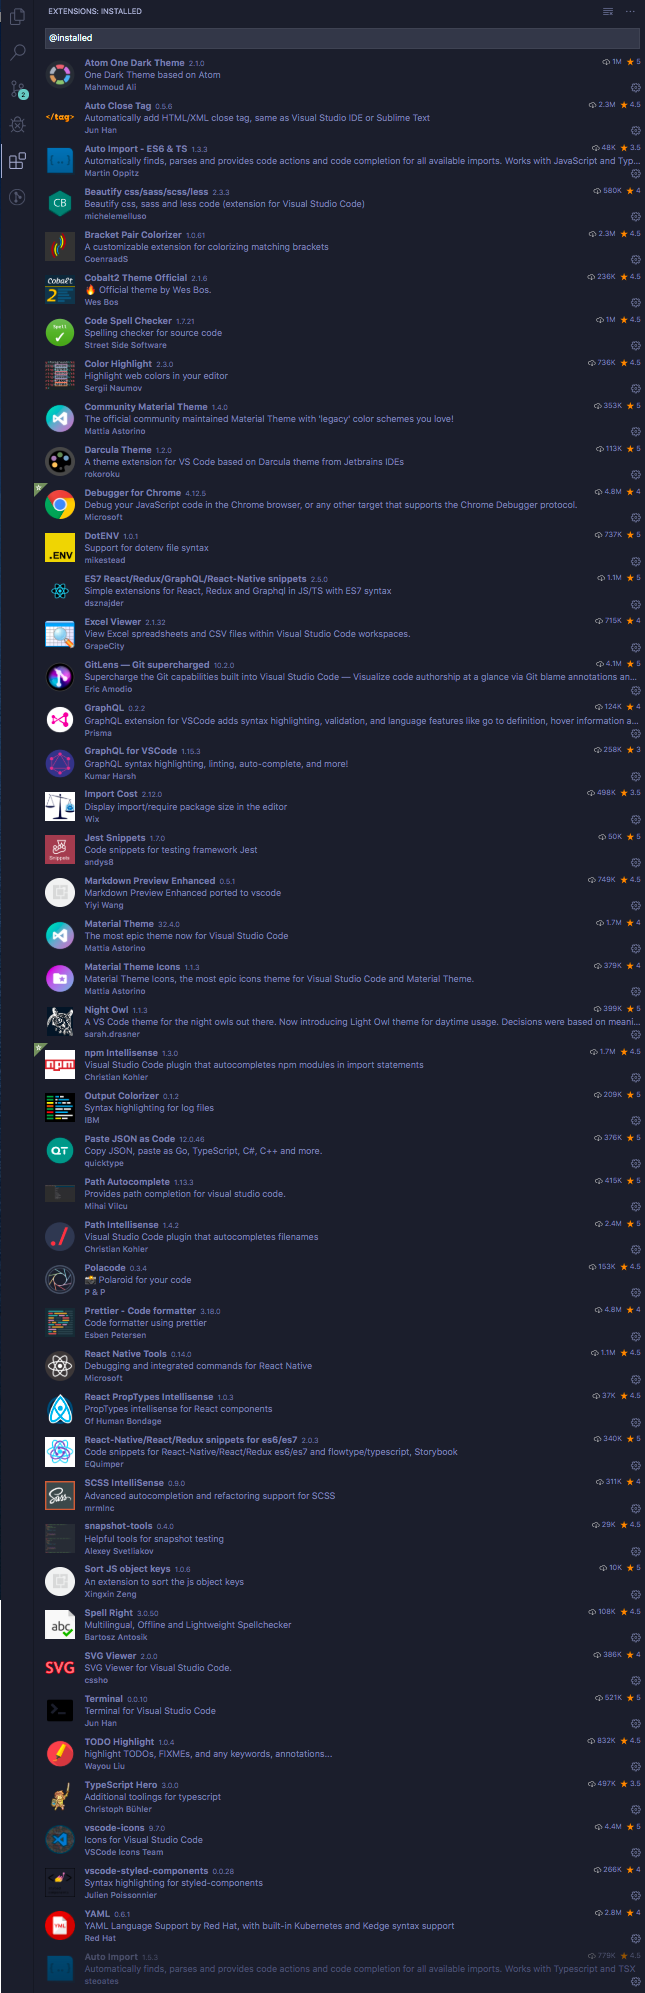 EXTENSIONS: INSTALLED
@installed
2
Atom One Dark Theme 2.1.0 1M ★ 5
One Dark Theme based on Atom
Mahmoud Ali
Auto Close Tag 0.5.6 2.3M ★ 4.5
</tag>
Automatically add HTML/XML close tag, same as Visual Studio IDE or Sublime Text
Jun Han
Auto Import - ES6 & TS 1.3.3 48K ★ 3.5
Automatically finds, parses and provides code actions and code completion for all available imports. Works with JavaScript and Typ...
Martin Oppitz
Beautify css/sass/scss/less 2.3.3 580K ★ 4
CB
Beautify css, sass and less code (extension for Visual Studio Code)
michelemelluso
Bracket Pair Colorizer 1.0.61 2.3M ★ 4.5
A customizable extension for colorizing matching brackets
CoenraadS
Cobalt2 Theme Official 2.1.6 236K ★ 4.5
Cobalt
2
🔥 Official theme by Wes Bos.
Wes Bos
Code Spell Checker 1.7.21 1M ★ 4.5
Spell
Spelling checker for source code
Street Side Software
Color Highlight 2.3.0 736K ★ 4.5
Highlight web colors in your editor
Sergii Naumov
Community Material Theme 1.4.0 353K ★ 5
The official community maintained Material Theme with 'legacy' color schemes you love!
Mattia Astorino
Darcula Theme 1.2.0 113K ★ 5
A theme extension for VS Code based on Darcula theme from Jetbrains IDEs
rokoroku
Debugger for Chrome 4.12.5 4.8M ★ 4
Debug your JavaScript code in the Chrome browser, or any other target that supports the Chrome Debugger protocol.
Microsoft
DotENV 1.0.1 737K ★ 5
.ENV
Support for dotenv file syntax
mikestead
ES7 React/Redux/GraphQL/React-Native snippets 2.5.0 1.1M ★ 5
Simple extensions for React, Redux and Graphql in JS/TS with ES7 syntax
dsznajder
Excel Viewer 2.1.32 715K ★ 4
View Excel spreadsheets and CSV files within Visual Studio Code workspaces.
GrapeCity
GitLens — Git supercharged 10.2.0 4.1M ★ 5
Supercharge the Git capabilities built into Visual Studio Code — Visualize code authorship at a glance via Git blame annotations an...
Eric Amodio
GraphQL 0.2.2 124K ★ 4
GraphQL extension for VSCode adds syntax highlighting, validation, and language features like go to definition, hover information a...
Prisma
GraphQL for VSCode 1.15.3 258K ★ 3
GraphQL syntax highlighting, linting, auto-complete, and more!
Kumar Harsh
Import Cost 2.12.0 498K ★ 3.5
Display import/require package size in the editor
Wix
Jest Snippets 1.7.0 50K ★ 5
Snippets
Code snippets for testing framework Jest
andys8
Markdown Preview Enhanced 0.5.1 749K ★ 4.5
Markdown Preview Enhanced ported to vscode
Yiyi Wang
Material Theme 32.4.0 1.7M ★ 4
The most epic theme now for Visual Studio Code
Mattia Astorino
Material Theme Icons 1.1.3 379K ★ 4
Material Theme Icons, the most epic icons theme for Visual Studio Code and Material Theme.
Mattia Astorino
Night Owl 1.1.3 399K ★ 5
A VS Code theme for the night owls out there. Now introducing Light Owl theme for daytime usage. Decisions were based on meani...
sarah.drasner
npm Intellisense 1.3.0 1.7M ★ 4.5
npm
Visual Studio Code plugin that autocompletes npm modules in import statements
Christian Kohler
Output Colorizer 0.1.2 209K ★ 5
Syntax highlighting for log files
IBM
Paste JSON as Code 12.0.46 376K ★ 5
QT
Copy JSON, paste as Go, TypeScript, C#, C++ and more.
quicktype
Path Autocomplete 1.13.3 415K ★ 5
Provides path completion for visual studio code.
Mihai Vilcu
Path Intellisense 1.4.2 2.4M ★ 5
./
Visual Studio Code plugin that autocompletes filenames
Christian Kohler
Polacode 0.3.4 153K ★ 4.5
📸 Polaroid for your code
P & P
Prettier - Code formatter 3.18.0 4.8M ★ 4
Code formatter using prettier
Esben Petersen
React Native Tools 0.14.0 1.1M ★ 4.5
Debugging and integrated commands for React Native
Microsoft
React PropTypes Intellisense 1.0.3 37K ★ 4.5
PropTypes intellisense for React components
Of Human Bondage
React-Native/React/Redux snippets for es6/es7 2.0.3 340K ★ 5
Code snippets for React-Native/React/Redux es6/es7 and flowtype/typescript, Storybook
EQuimper
SCSS IntelliSense 0.9.0 311K ★ 4
Sass
Advanced autocompletion and refactoring support for SCSS
mrmlnc
snapshot-tools 0.4.0 29K ★ 4.5
Helpful tools for snapshot testing
Alexey Svetliakov
Sort JS object keys 1.0.6 10K ★ 5
An extension to sort the js object keys
Xingxin Zeng
Spell Right 3.0.50 108K ★ 4.5
abc
Multilingual, Offline and Lightweight Spellchecker
Bartosz Antosik
SVG Viewer 2.0.0 386K ★ 4
SVG
SVG Viewer for Visual Studio Code.
cssho
Terminal 0.0.10 521K ★ 5
Terminal for Visual Studio Code
Jun Han
TODO Highlight 1.0.4 832K ★ 4.5
highlight TODOs, FIXMEs, and any keywords, annotations...
Wayou Liu
TypeScript Hero 3.0.0 497K ★ 3.5
Additional toolings for typescript
Christoph Bühler
vscode-icons 9.7.0 4.4M ★ 5
Icons for Visual Studio Code
VSCode Icons Team
vscode-styled-components 0.0.28 266K ★ 4
Syntax highlighting for styled-components
Julien Poissonnier
YAML 0.6.1 2.8M ★ 4
YML
YAML Language Support by Red Hat, with built-in Kubernetes and Kedge syntax support
Red Hat
Auto Import 1.5.3 779K ★ 4.5
Automatically finds, parses and provides code actions and code completion for all available imports. Works with Typescript and TSX
steoates